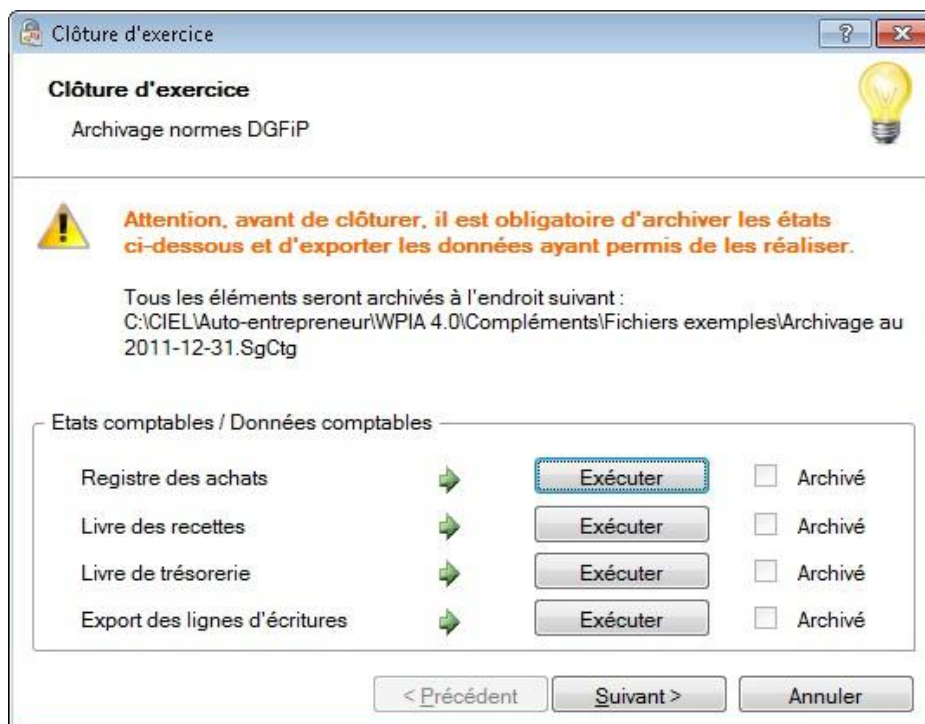 Clôture d'exercice
Clôture d'exercice
Archivage normes DGFiP
Attention, avant de clôturer, il est obligatoire d'archiver les états
ci-dessous et d'exporter les données ayant permis de les réaliser.
Tous les éléments seront archivés à l'endroit suivant :
C:\CIEL\Auto-entrepreneur\WPIA 4.0\Compléments\Fichiers exemples\Archivage au
2011-12-31.SgCtg
Etats comptables / Données comptables
Registre des achats Exécuter Archivé
Livre des recettes Exécuter Archivé
Livre de trésorerie Exécuter Archivé
Export des lignes d'écritures Exécuter Archivé
< Précédent Suivant > Annuler